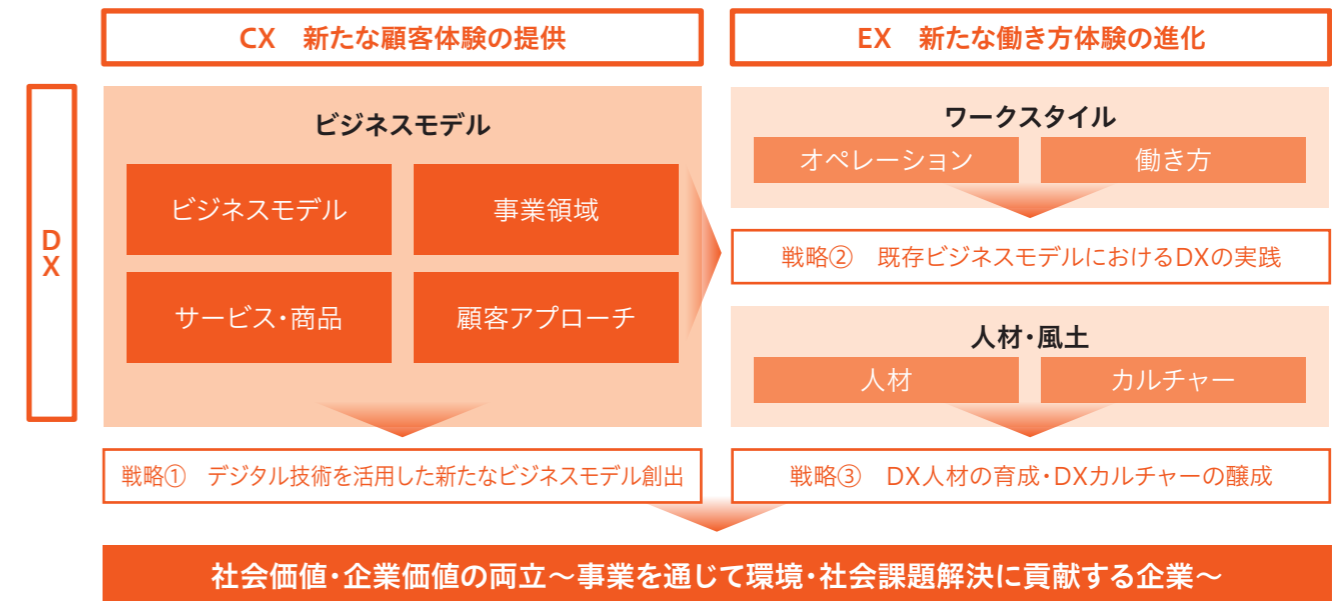 CX 新たな顧客体験の提供
EX 新たな働き方体験の進化
DX
ビジネスモデル
ビジネスモデル
事業領域
サービス・商品
顧客アプローチ
戦略① デジタル技術を活用した新たなビジネスモデル創出
ワークスタイル
オペレーション
働き方
戦略② 既存ビジネスモデルにおけるDXの実践
人材・風土
人材
カルチャー
戦略③ DX人材の育成・DXカルチャーの醸成
社会価値・企業価値の両立〜事業を通じて環境・社会課題解決に貢献する企業〜